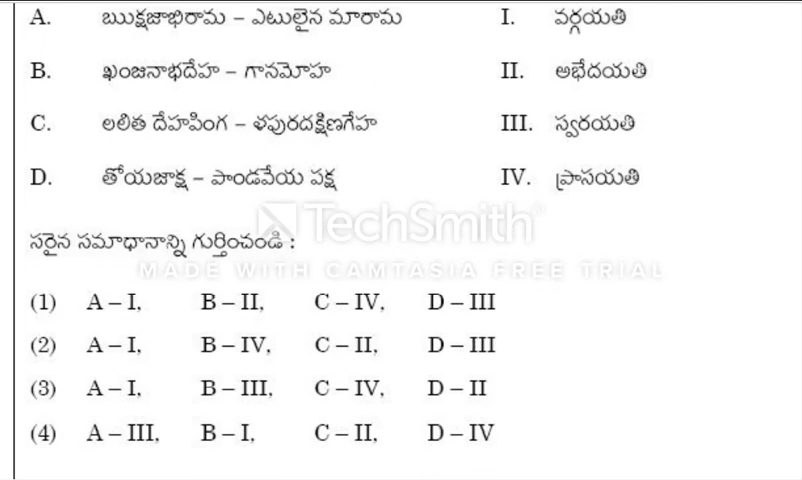 A. ఋుక్షజాభిరామ – ఎటులైన మారామ I. వర్గయతి
B. ఖంజనాభదేహ – గానమోహ II. అభేదయతి
C. లలిత దేహపింగ – ళపురదక్షిణగేహ III. స్వరయతి
D. తోయజాక్ష – పాండవేయ పక్ష IV. ప్రాసయతి
TechSmith
సరైన సమాధానాన్ని గుర్తించండి :
MADE WITH CAMTASIA FREE TRIAL
(1) A – I, B – II, C – IV, D – III
(2) A – I, B – IV, C – II, D – III
(3) A – I, B – III, C – IV, D – II
(4) A – III, B – I, C – II, D – IV